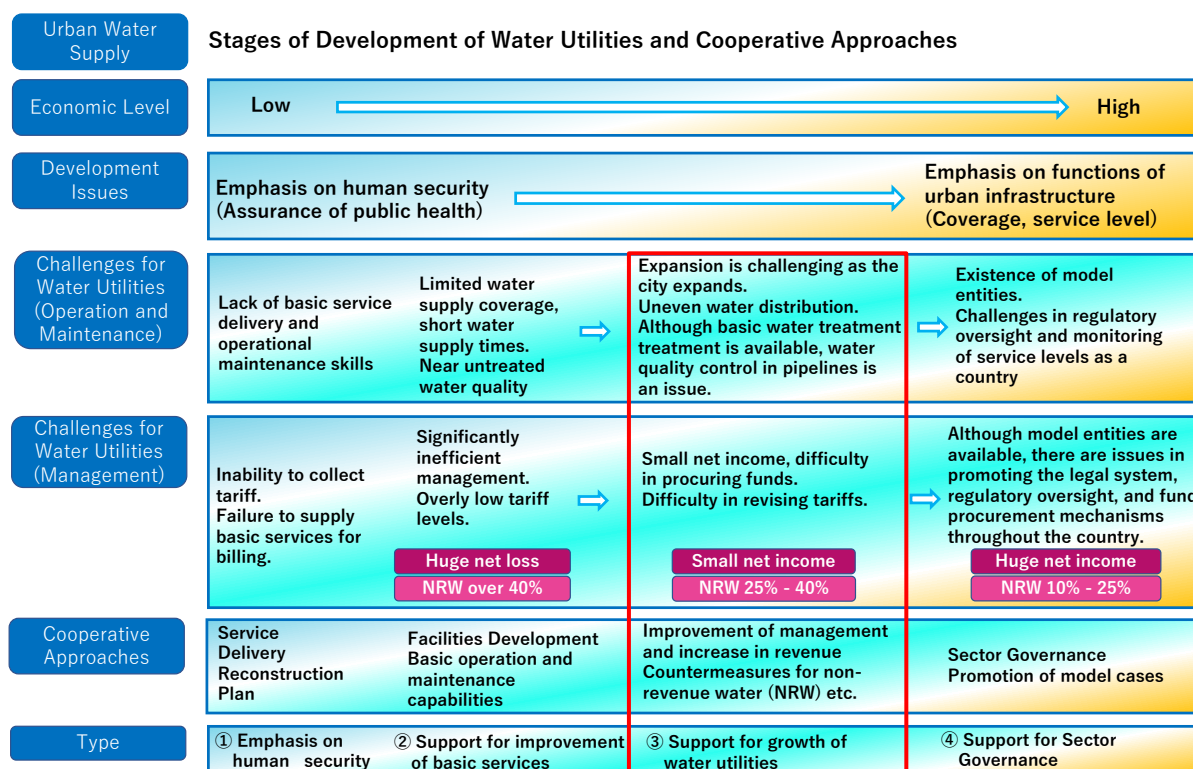 Urban Water
Supply
Stages of Development of Water Utilities and Cooperative Approaches
Economic Level
Low
High
Development
Issues
Emphasis on human security
(Assurance of public health)
Emphasis on functions of
urban infrastructure
(Coverage, service level)
Challenges for
Water Utilities
(Operation and
Maintenance)
Lack of basic service
delivery and
operational
maintenance skills
Limited water
supply coverage,
short water
supply times.
Near untreated
water quality
Expansion is challenging as the
city expands.
Uneven water distribution.
Although basic water treatment
treatment is available, water
quality control in pipelines is
an issue.
Existence of model
entities.
Challenges in regulatory
oversight and monitoring
of service levels as a
country
Challenges for
Water Utilities
(Management)
Inability to collect
tariff.
Failure to supply
basic services for
billing.
Significantly
inefficient
management.
Overly low tariff
levels.
Huge net loss
NRW over 40%
Small net income, difficulty
in procuring funds.
Difficulty in revising tariffs.
Small net income
NRW 25% - 40%
Although model entities are
available, there are issues in
promoting the legal system,
regulatory oversight, and func
procurement mechanisms
throughout the country.
Huge net income
NRW 10% - 25%
Cooperative
Approaches
Service
Delivery
Reconstruction
Plan
Facilities Development
Basic operation and
maintenance
capabilities
Improvement of management
and increase in revenue
Countermeasures for non-
revenue water (NRW) etc.
Sector Governance
Promotion of model cases
Type
① Emphasis on
human security
② Support for improvement
of basic services
③ Support for growth of
water utilities
④ Support for Sector
Governance